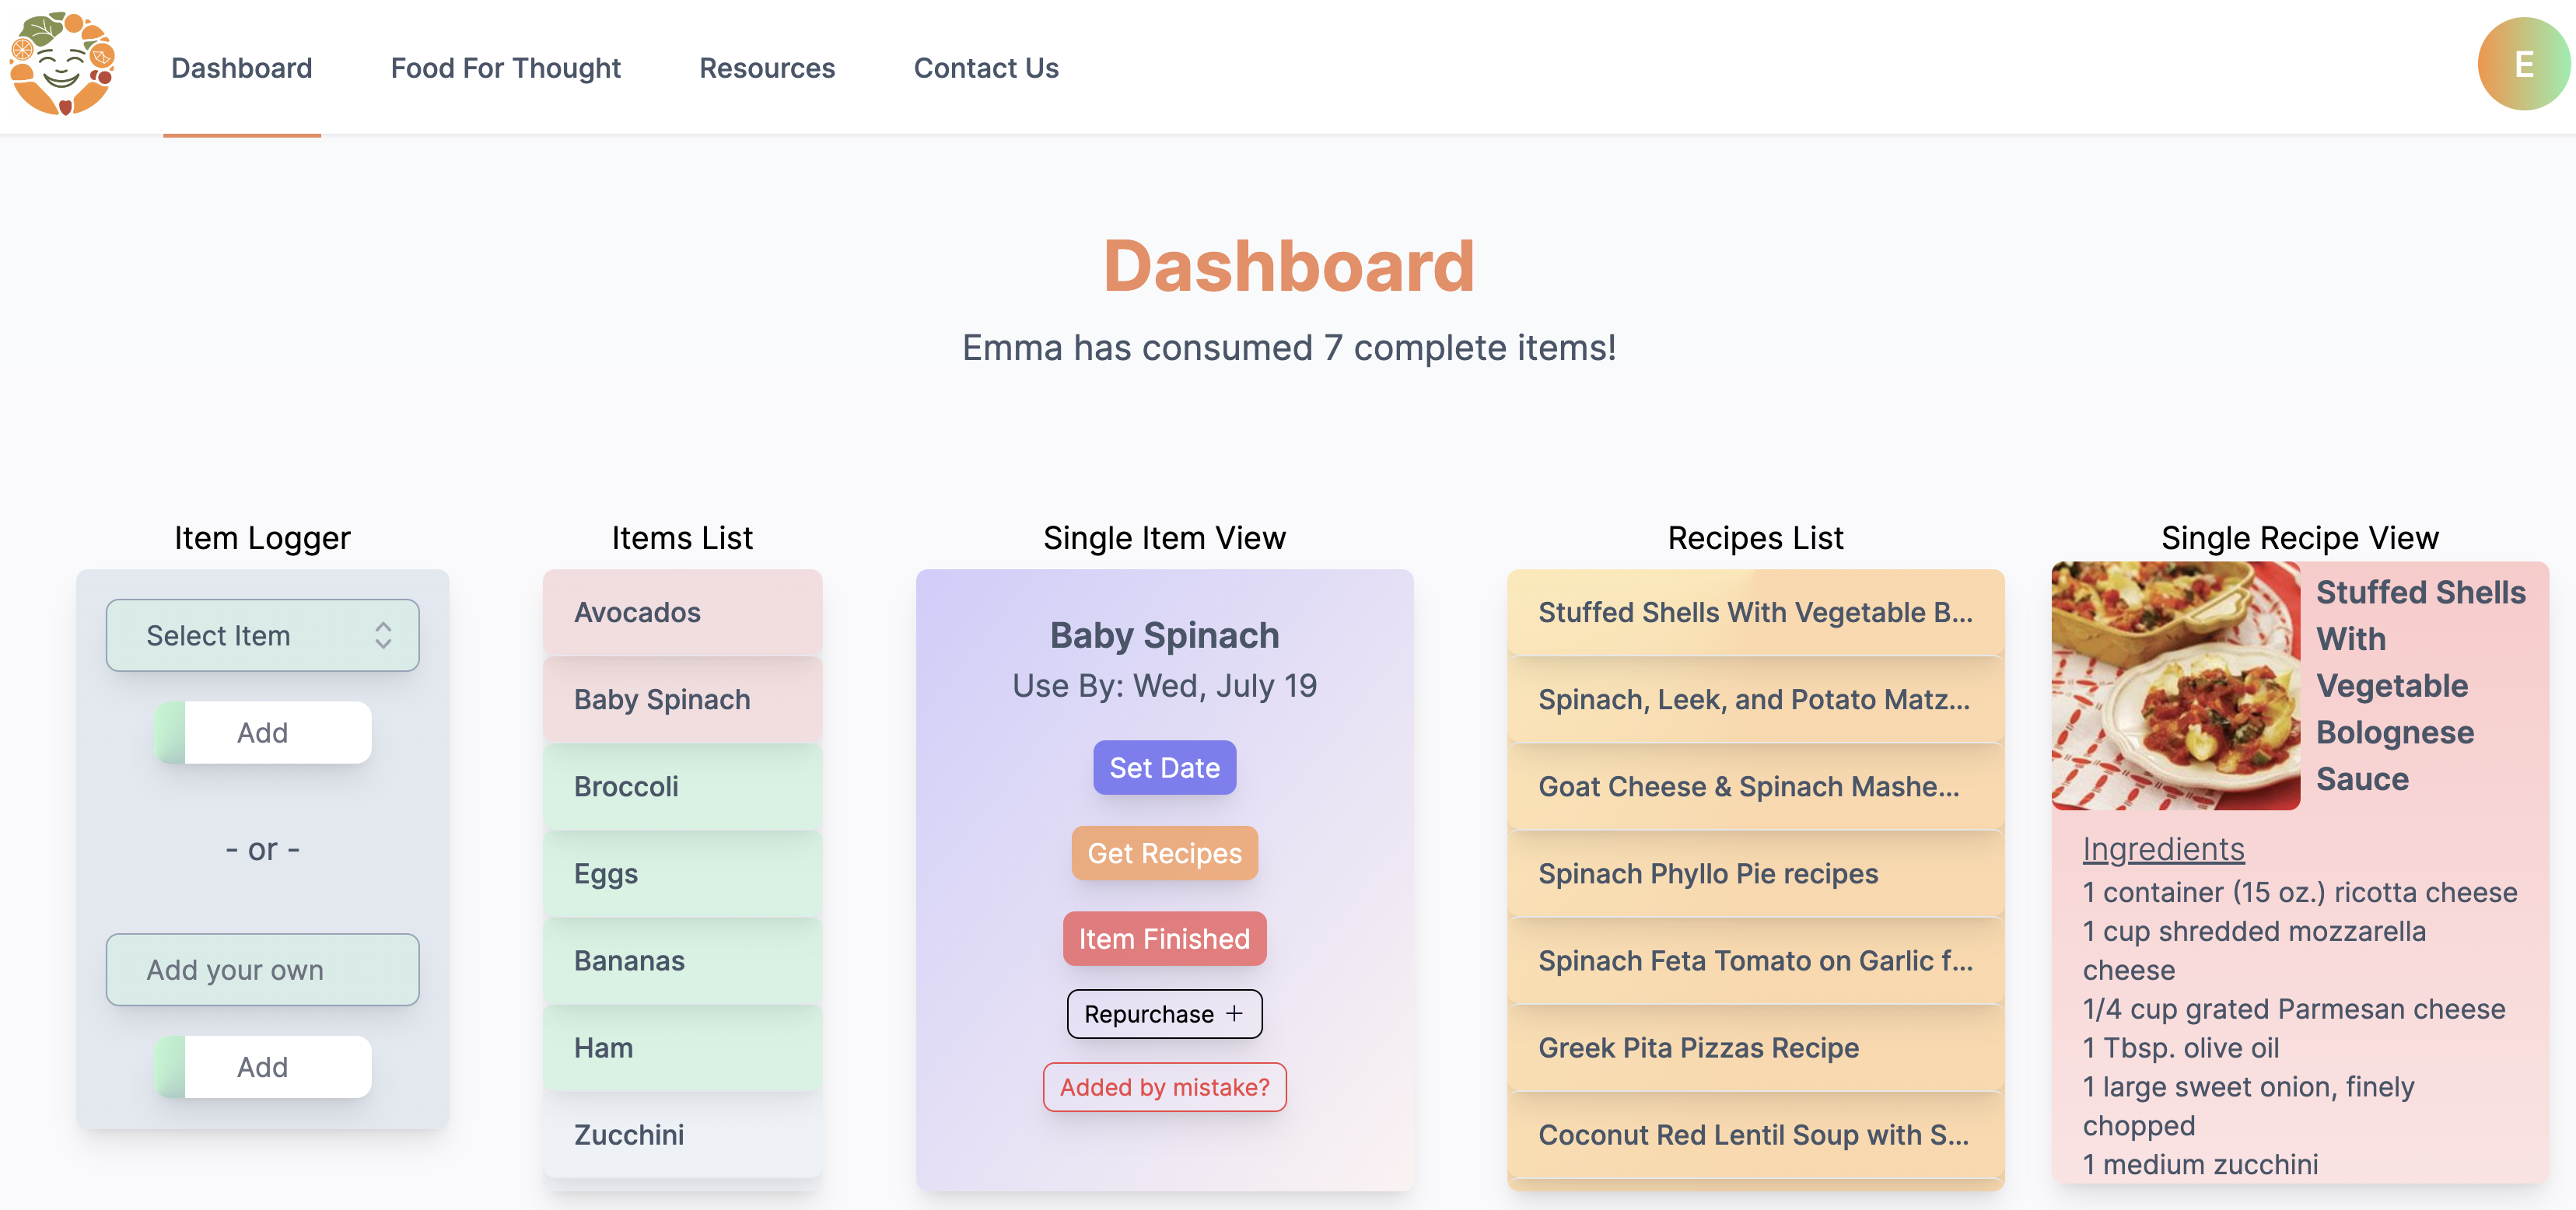 Dashboard
Food For Thought
Resources
Contact Us
E
Dashboard
Emma has consumed 7 complete items!
Item Logger
Select Item
Add
- or -
Add your own
Add
Items List
Avocados
Baby Spinach
Broccoli
Eggs
Bananas
Ham
Zucchini
Single Item View
Baby Spinach
Use By: Wed, July 19
Set Date
Get Recipes
Item Finished
Repurchase +
Added by mistake?
Recipes List
Stuffed Shells With Vegetable B...
Spinach, Leek, and Potato Matz...
Goat Cheese & Spinach Mashe...
Spinach Phyllo Pie recipes
Spinach Feta Tomato on Garlic f...
Greek Pita Pizzas Recipe
Coconut Red Lentil Soup with S...
Single Recipe View
Stuffed Shells
With
Vegetable
Bolognese
Sauce
Ingredients
1 container (15 oz.) ricotta cheese
1 cup shredded mozzarella
cheese
1/4 cup grated Parmesan cheese
1 Tbsp. olive oil
1 large sweet onion, finely
chopped
1 medium zucchini